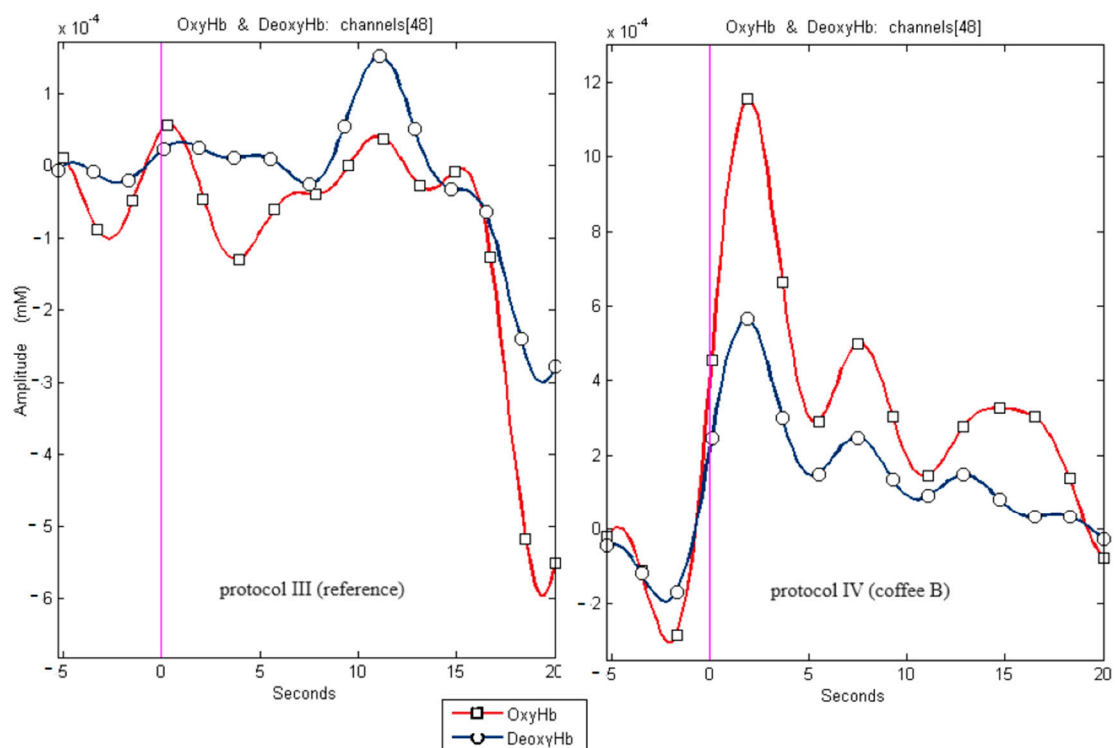 OxyHb & DeoxyHb: channels[48]
× 10⁻⁴
1
0
-1
-2
-3
-4
-5
-6
Amplitude (mM)
-5 0 5 10 15 20
Seconds
protocol III (reference)
OxyHb & DeoxyHb: channels[48]
× 10⁻⁴
12
10
8
6
4
2
0
-2
-5 0 5 10 15 20
Seconds
protocol IV (coffee B)
OxyHb
DeoxyHb